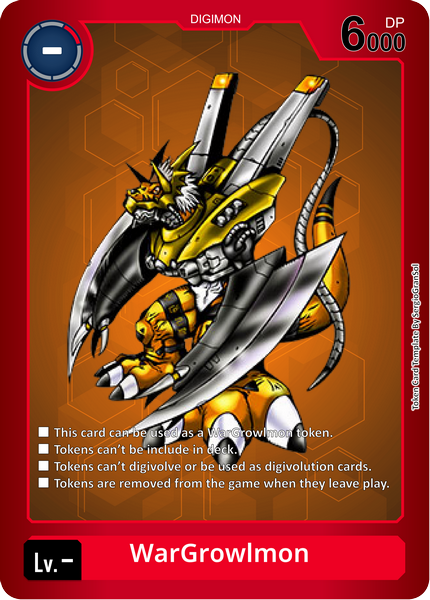 DIGIMON
-
DP
6000
■ This card can be used as a WarGrowlmon token.
■ Tokens can't be include in deck.
■ Tokens can't digivolve or be used as digivolution cards.
■ Tokens are removed from the game when they leave play.
Token Card Template By SergioGranSol
Lv.-
WarGrowlmon